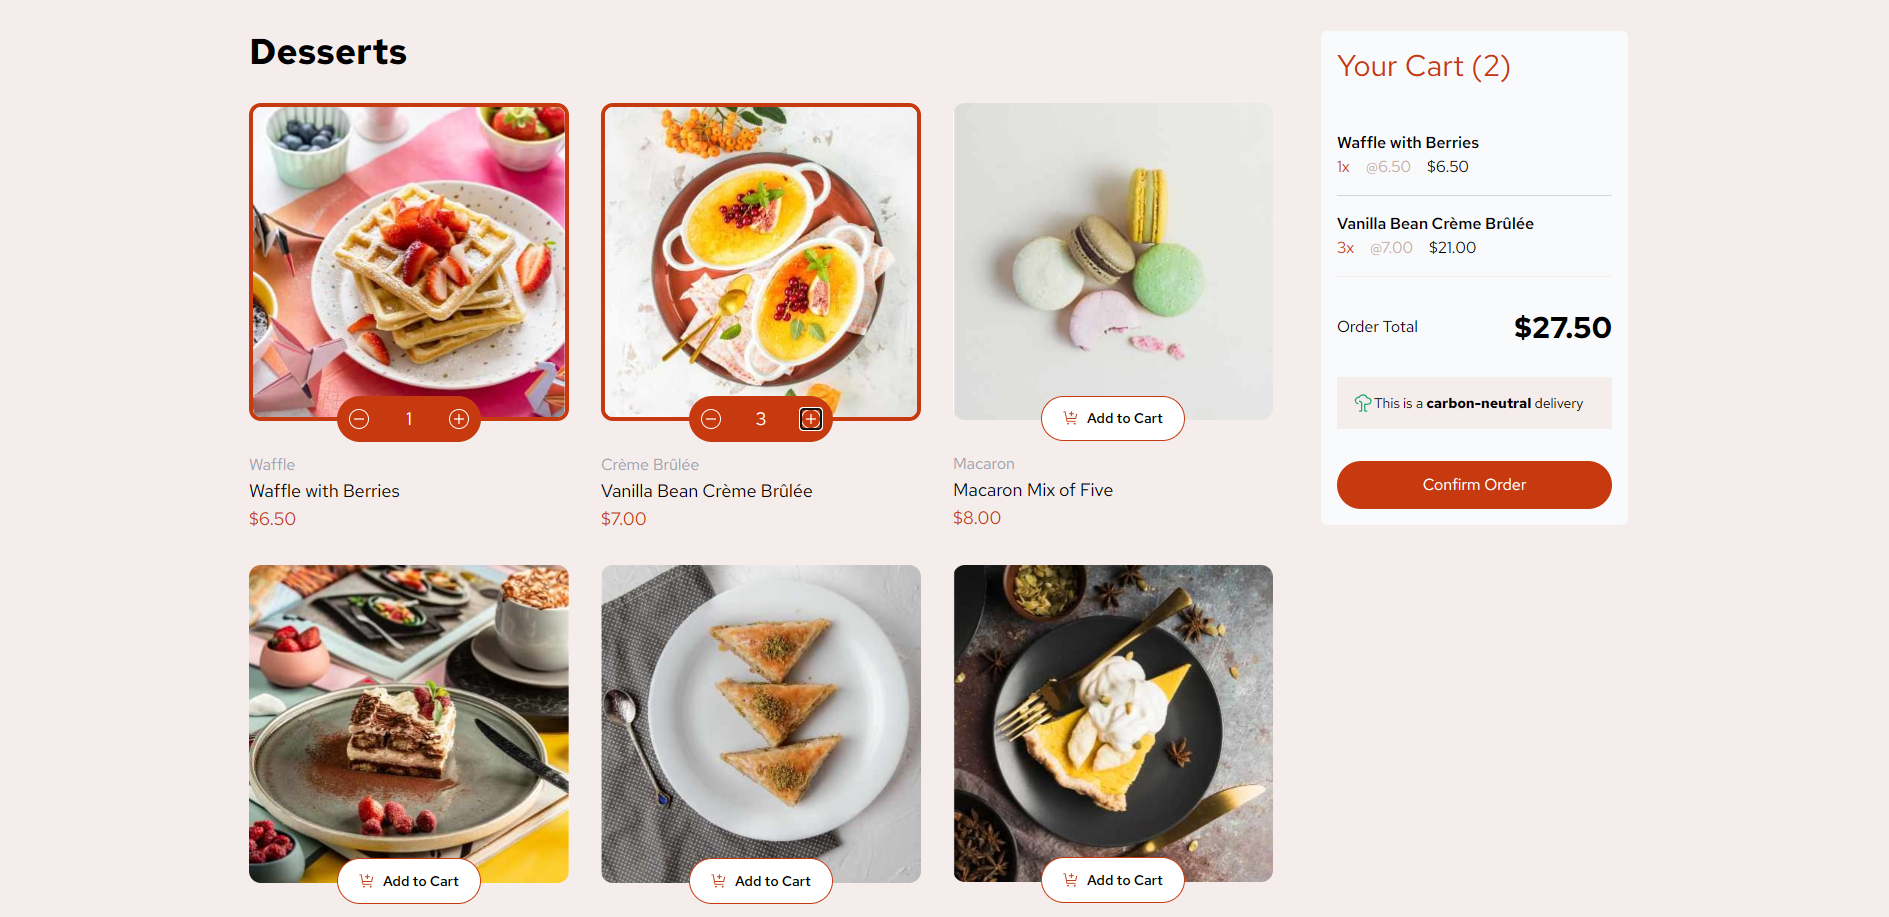 Desserts
1
Waffle
Waffle with Berries
$6.50
3
Crème Brûlée
Vanilla Bean Crème Brûlée
$7.00
Add to Cart
Macaron
Macaron Mix of Five
$8.00
Add to Cart
Add to Cart
Add to Cart
Your Cart (2)
Waffle with Berries
1x @6.50 $6.50
Vanilla Bean Crème Brûlée
3x @7.00 $21.00
Order Total $27.50
This is a carbon-neutral delivery
Confirm Order